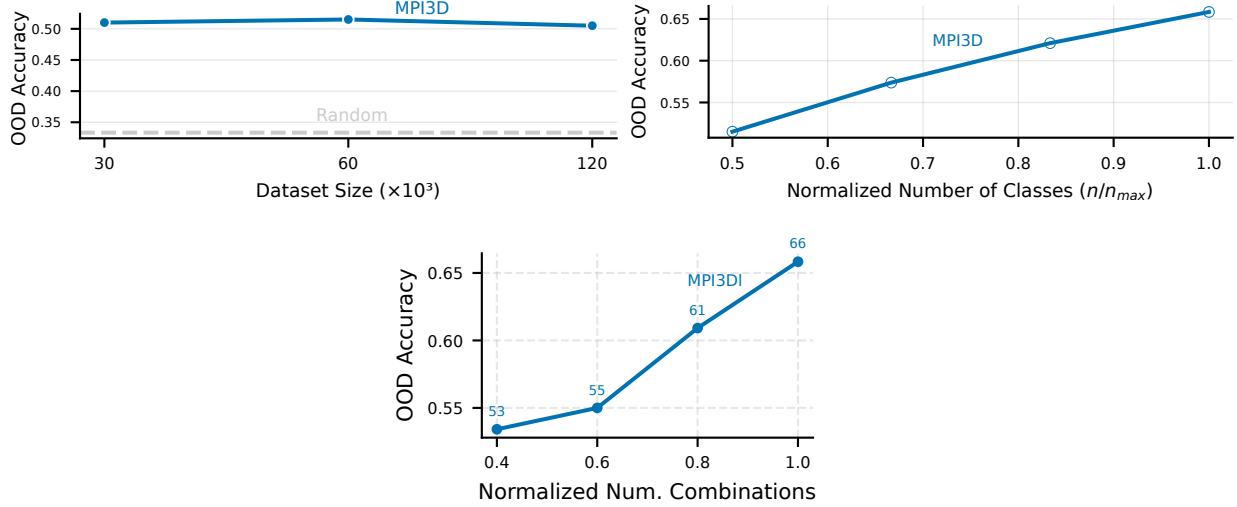 MPI3D
OOD Accuracy
0.50
0.45
0.40
0.35
Random
30
60
120
Dataset Size (×10³)
OOD Accuracy
0.65
0.60
0.55
MPI3D
0.5
0.6
0.7
0.8
0.9
1.0
Normalized Number of Classes (n/nmax)
OOD Accuracy
0.65
0.60
0.55
66
MPI3DI
61
55
53
0.4
0.6
0.8
1.0
Normalized Num. Combinations